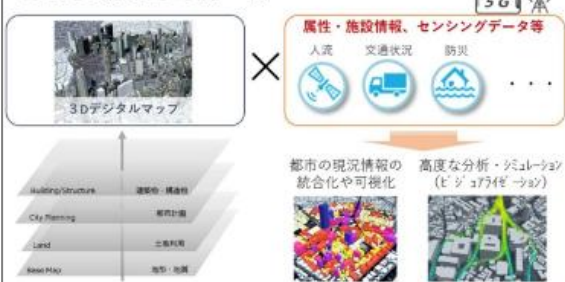 5G
属性・施設情報、センシングデータ等
人流
交通状況
防災
・・・
3Dデジタルマップ
×
Building/Structure
建築物・構造物
City Planning
都市計画
Land
土地利用
Base Map
地形・地質
都市の現況情報の
統合化や可視化
高度な分析・シミュレーション
(ビジュアライゼーション)